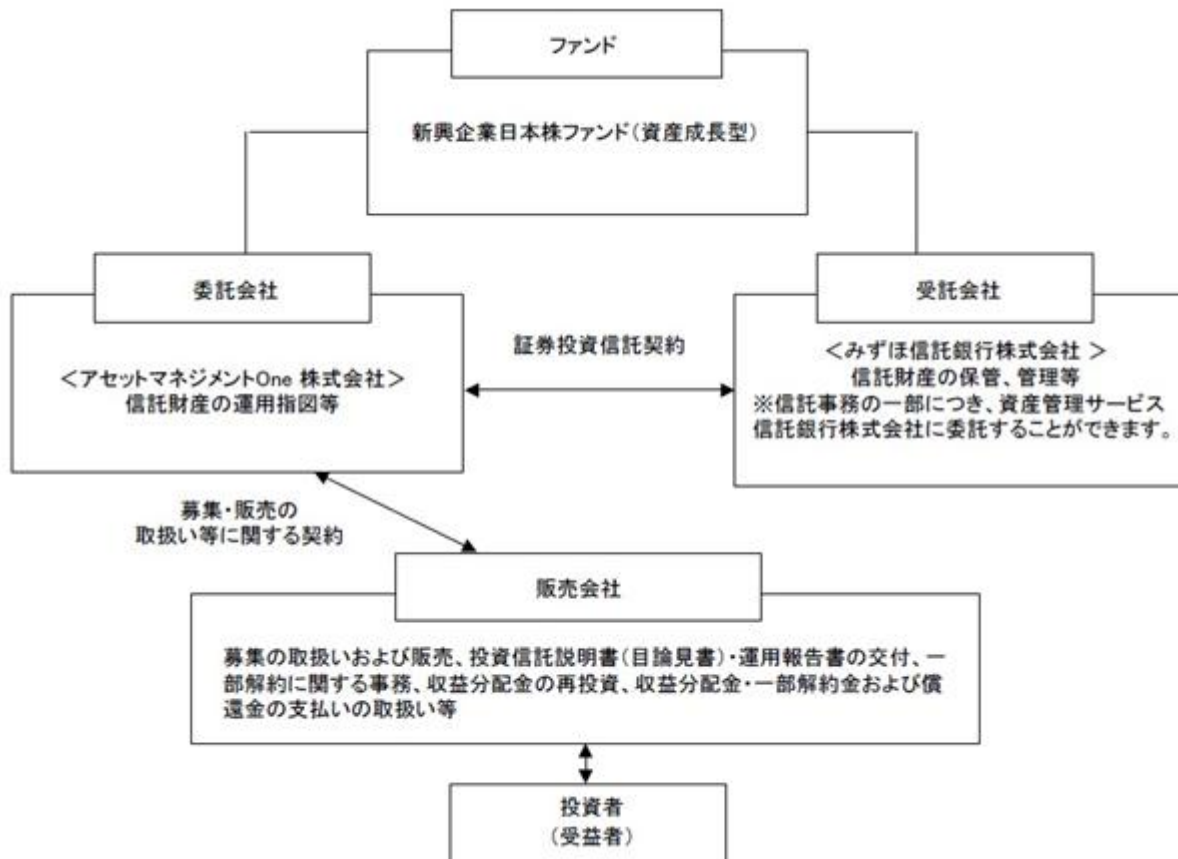 ファンド
新興企業日本株ファンド(資産成長型)
委託会社
<アセットマネジメントOne 株式会社>
信託財産の運用指図等
証券投資信託契約
受託会社
<みずほ信託銀行株式会社 >
信託財産の保管、管理等
※信託事務の一部につき、資産管理サービス
信託銀行株式会社に委託することができます。
募集・販売の
取扱い等に関する契約
販売会社
募集の取扱いおよび販売、投資信託説明書(目論見書)・運用報告書の交付、一
部解約に関する事務、収益分配金の再投資、収益分配金・一部解約金および償
還金の支払いの取扱い等
投資者
(受益者)